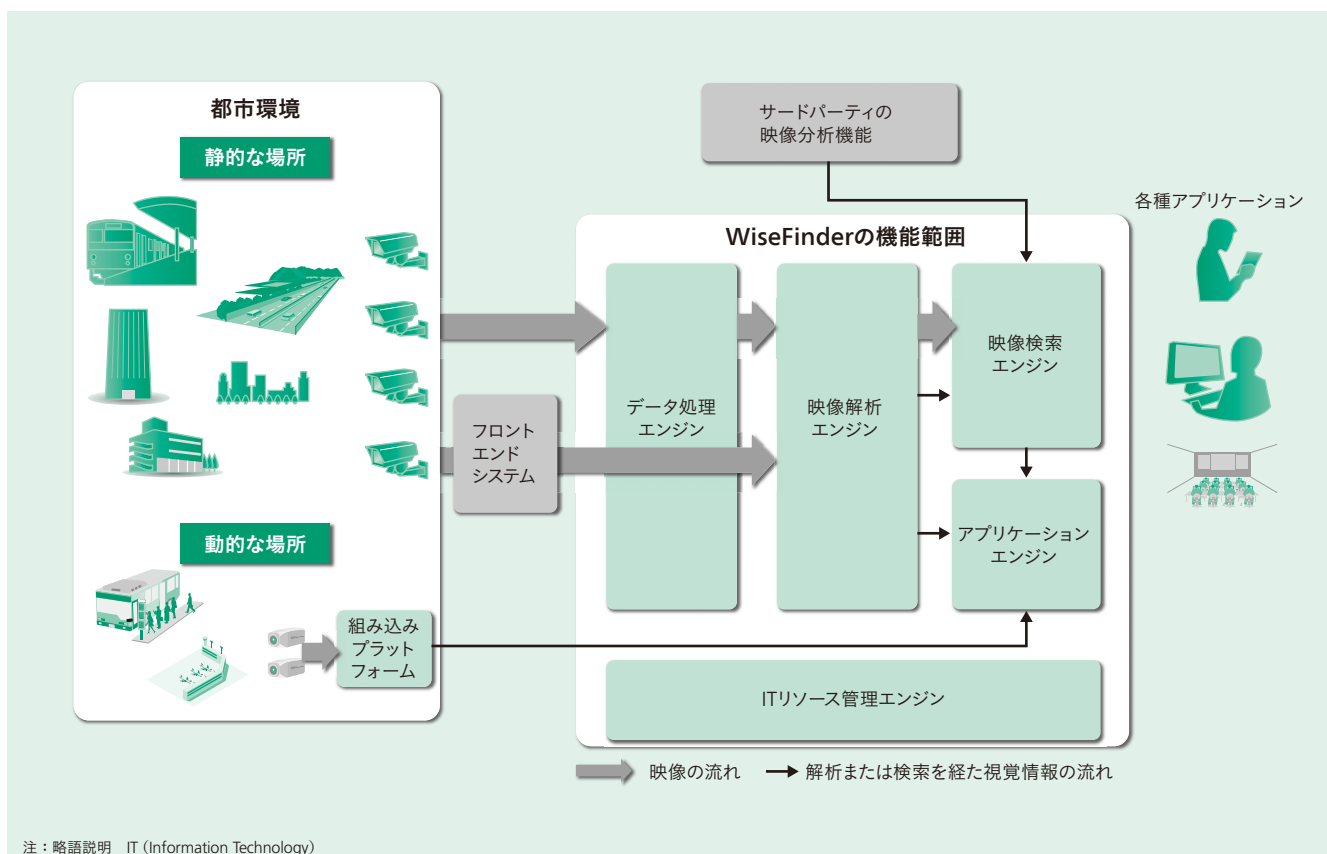 都市環境
静的な場所
動的な場所
組み込み
プラット
フォーム
フロント
エンド
システム
サードパーティの
映像分析機能
WiseFinderの機能範囲
データ処理
エンジン
映像解析
エンジン
映像検索
エンジン
アプリケーション
エンジン
ITリソース管理エンジン
各種アプリケーション
映像の流れ
解析または検索を経た視覚情報の流れ
注：略語説明　IT（Information Technology）